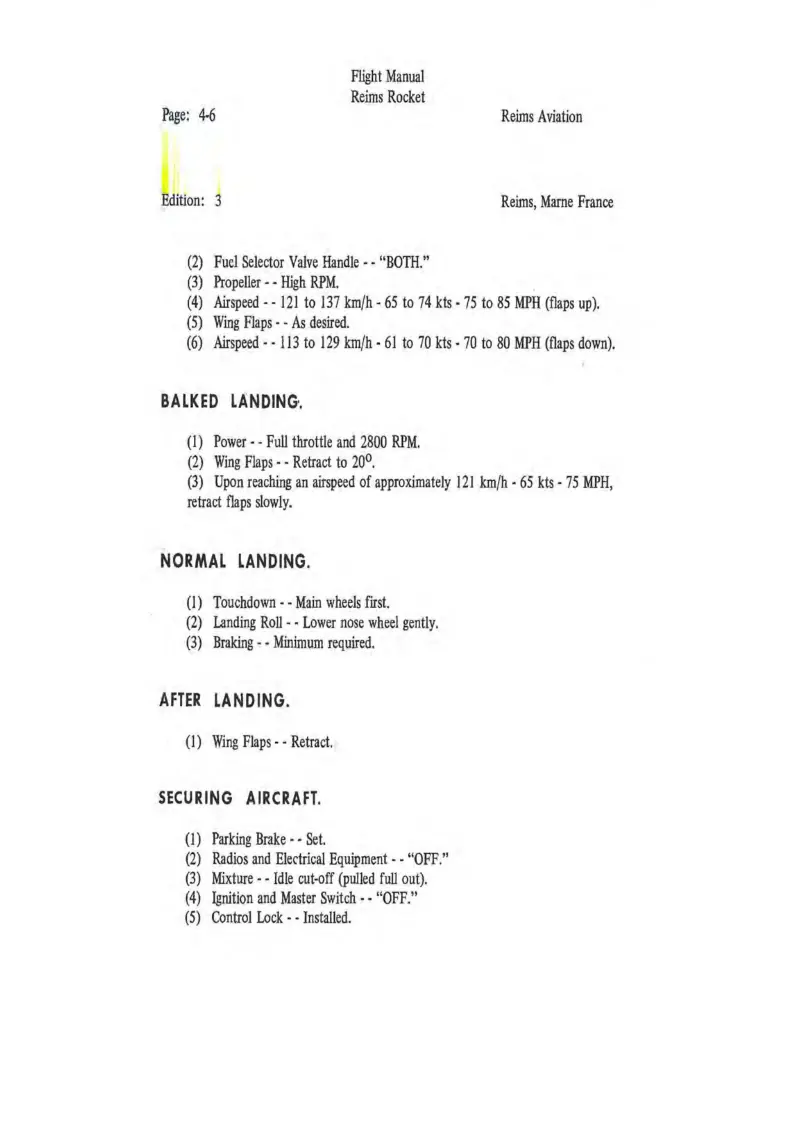 Flight Manual
Reims Rocket
Page: 4-6
Reims Aviation
Edition: 3
Reims, Marne France
(2) Fuel Selector Valve Handle - - “BOTH.”
(3) Propeller - - High RPM.
(4) Airspeed - - 121 to 137 km/h - 65 to 74 kts - 75 to 85 MPH (flaps up).
(5) Wing Flaps - - As desired.
(6) Airspeed - - 113 to 129 km/h - 61 to 70 kts - 70 to 80 MPH (flaps down).
BALKED LANDING.
(1) Power - - Full throttle and 2800 RPM.
(2) Wing Flaps - - Retract to 20⁰.
(3) Upon reaching an airspeed of approximately 121 km/h - 65 kts - 75 MPH,
retract flaps slowly.
NORMAL LANDING.
(1) Touchdown - - Main wheels first.
(2) Landing Roll - - Lower nose wheel gently.
(3) Braking - - Minimum required.
AFTER LANDING.
(1) Wing Flaps - - Retract.
SECURING AIRCRAFT.
(1) Parking Brake - - Set.
(2) Radios and Electrical Equipment - - “OFF.”
(3) Mixture - - Idle cut-off (pulled full out).
(4) Ignition and Master Switch - - “OFF.”
(5) Control Lock - - Installed.